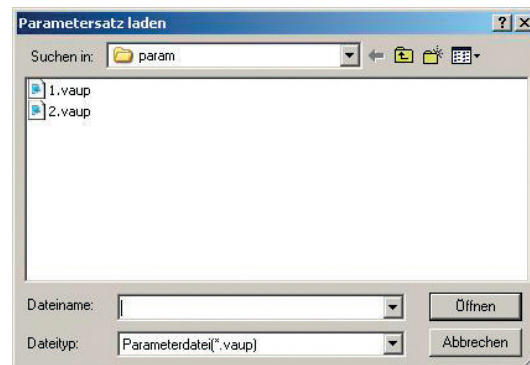 Parametersatz laden
Suchen in: param
1.vaup
2.vaup
Dateiname: Öffnen
Dateityp: Parameterdatei(*.vaup) Abbrechen